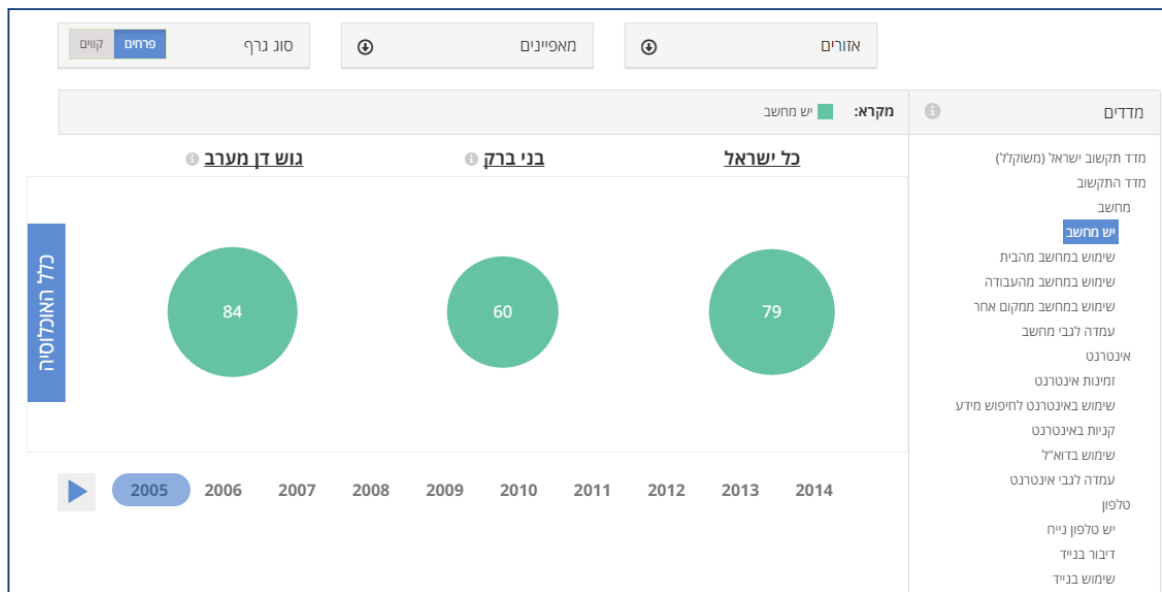 אזורים
מאפיינים
סוג גרף
פרחים
קווים
מדדים
מקרא:
יש מחשב
מדד תקשוב ישראל (משוקלל)
מדד התקשוב
מחשב
יש מחשב
שימוש במחשב מהבית
שימוש במחשב מהעבודה
שימוש במחשב ממקום אחר
עמדה לגבי מחשב
אינטרנט
זמינות אינטרנט
שימוש באינטרנט לחיפוש מידע
קניות באינטרנט
שימוש בדוא"ל
עמדה לגבי אינטרנט
טלפון
יש טלפון נייח
דיבור בנייד
שימוש בנייד
כל ישראל
בני ברק
גוש דן מערב
79
60
84
כלל האוכלוסיה
2005 2006 2007 2008 2009 2010 2011 2012 2013 2014